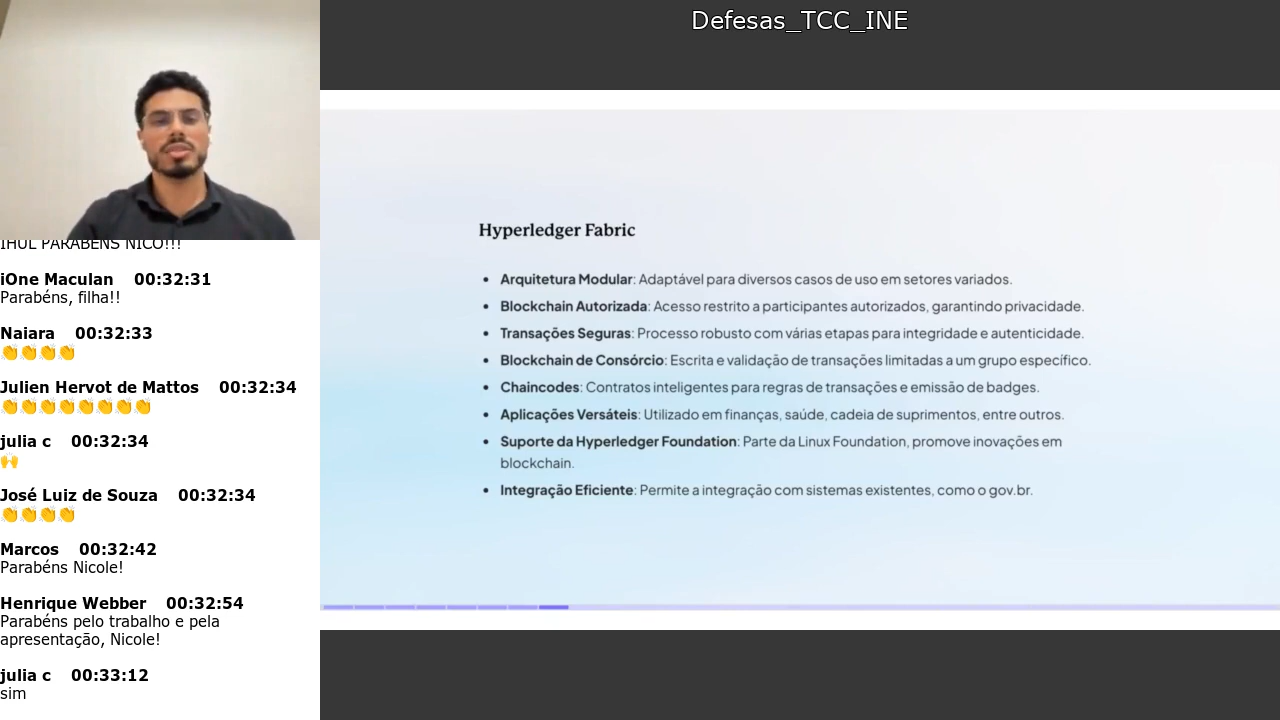 Defesas_TCC_INE
IHUL PARABÉNS NICO!!!
iOne Maculan 00:32:31
Parabéns, filha!!
Naiara 00:32:33
👏👏👏👏
Julien Hervot de Mattos 00:32:34
👏👏👏👏👏👏👏👏
julia c 00:32:34
🙌
José Luiz de Souza 00:32:34
👏👏👏👏
Marcos 00:32:42
Parabéns Nicole!
Henrique Webber 00:32:54
Parabéns pelo trabalho e pela
apresentação, Nicole!
julia c 00:33:12
sim
Hyperledger Fabric
• Arquitetura Modular: Adaptável para diversos casos de uso em setores variados.
• Blockchain Autorizada: Acesso restrito a participantes autorizados, garantindo privacidade.
• Transações Seguras: Processo robusto com várias etapas para integridade e autenticidade.
• Blockchain de Consórcio: Escrita e validação de transações limitadas a um grupo específico.
• Chaincodes: Contratos inteligentes para regras de transações e emissão de badges.
• Aplicações Versáteis: Utilizado em finanças, saúde, cadeia de suprimentos, entre outros.
• Suporte da Hyperledger Foundation: Parte da Linux Foundation, promove inovações em
blockchain.
• Integração Eficiente: Permite a integração com sistemas existentes, como o gov.br.